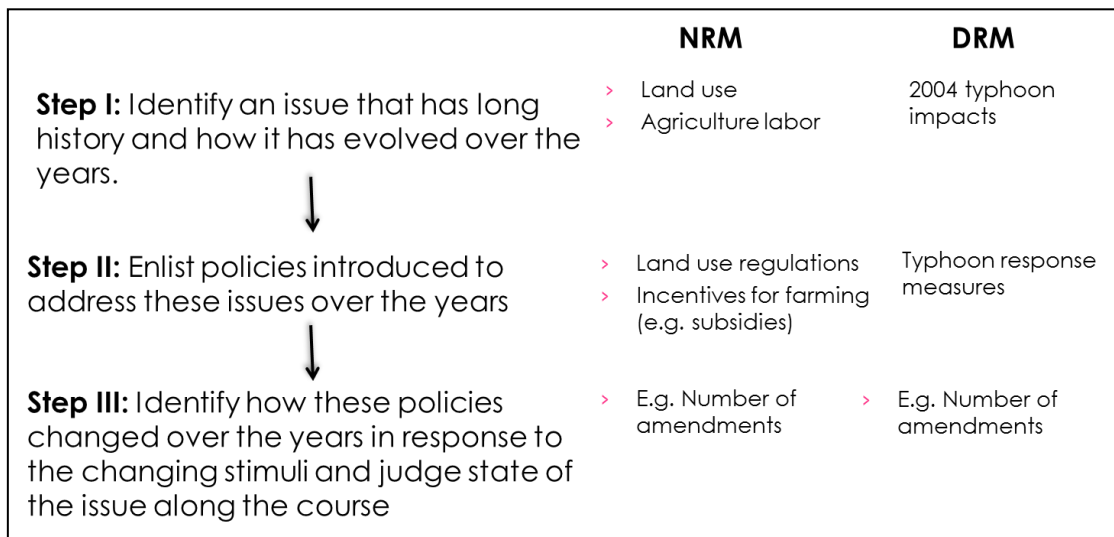 NRM
DRM
Step I: Identify an issue that has long
history and how it has evolved over the
years.
> Land use
> Agriculture labor
2004 typhoon
impacts
Step II: Enlist policies introduced to
address these issues over the years
> Land use regulations
> Incentives for farming
(e.g. subsidies)
Typhoon response
measures
Step III: Identify how these policies
changed over the years in response to
the changing stimuli and judge state of
the issue along the course
> E.g. Number of
amendments
> E.g. Number of
amendments